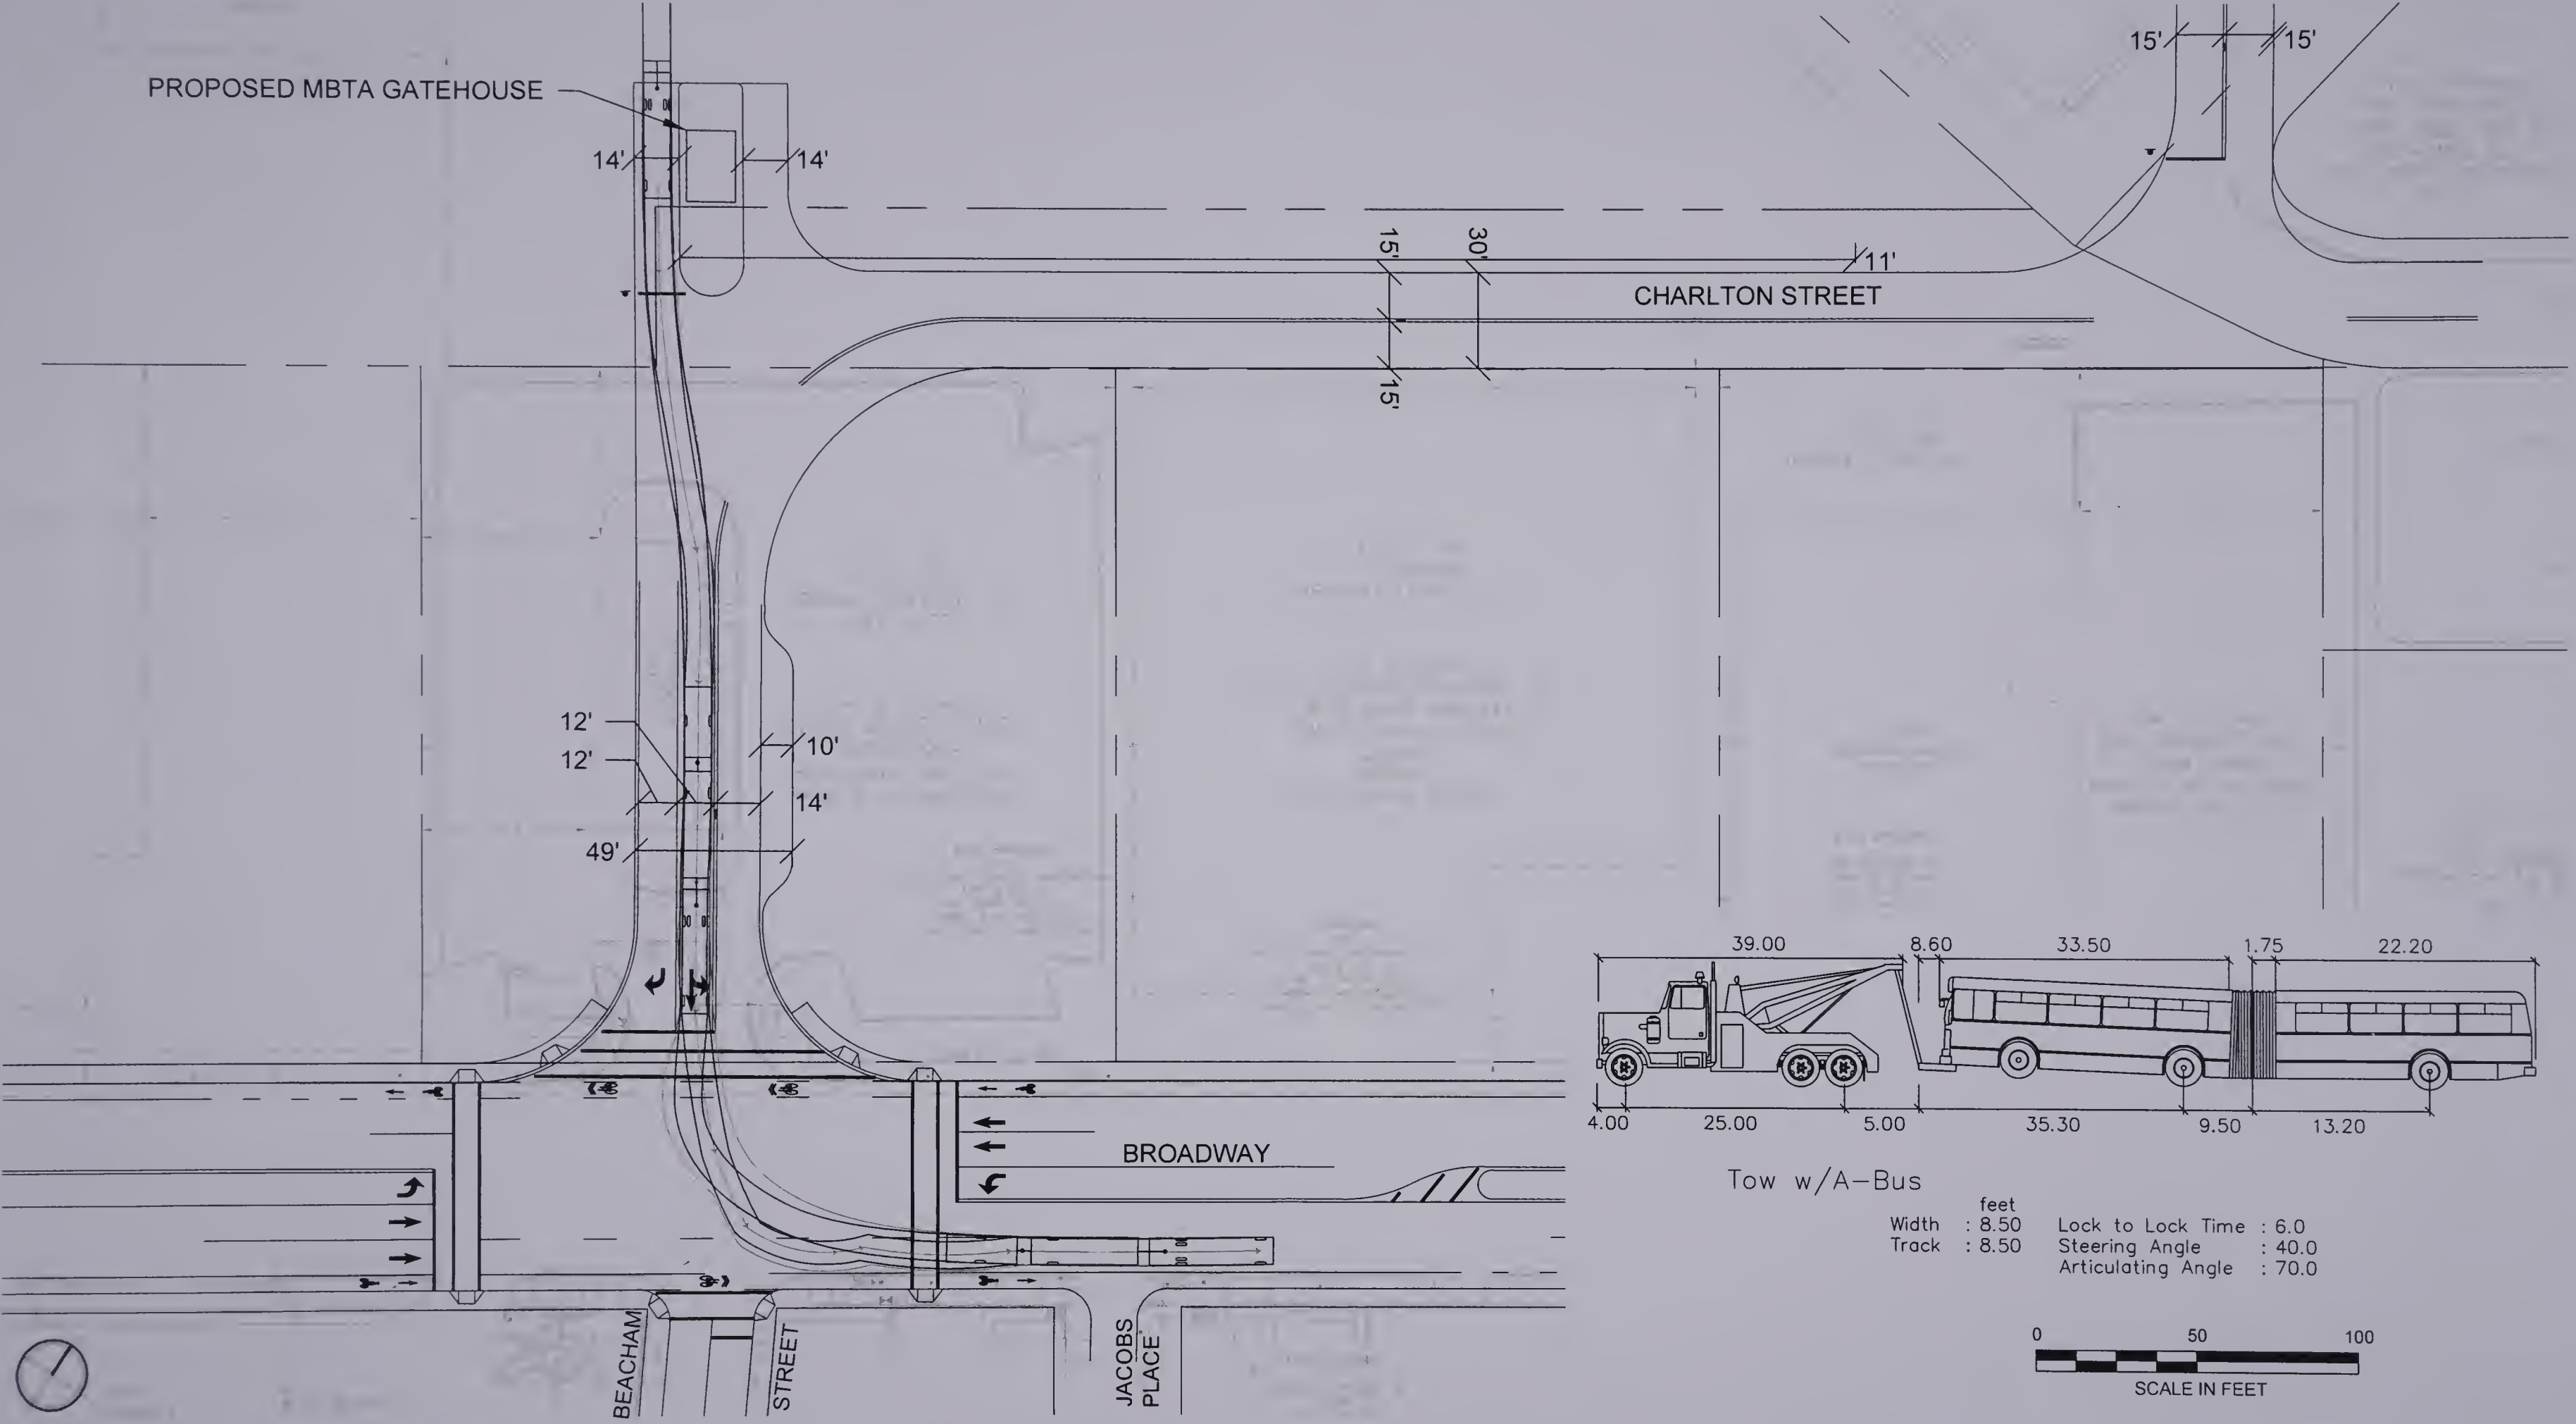 15'
15'
PROPOSED MBTA GATEHOUSE
14'
14'
15'
30'
11'
CHARLTON STREET
15'
12'
12'
10'
14'
49'
39.00
8.60
33.50
1.75
22.20
4.00
25.00
5.00
35.30
9.50
13.20
BROADWAY
Tow w/A-Bus
feet
Width : 8.50
Track : 8.50
Lock to Lock Time : 6.0
Steering Angle : 40.0
Articulating Angle : 70.0
BEACHAM
STREET
JACOBS
PLACE
0
50
100
SCALE IN FEET